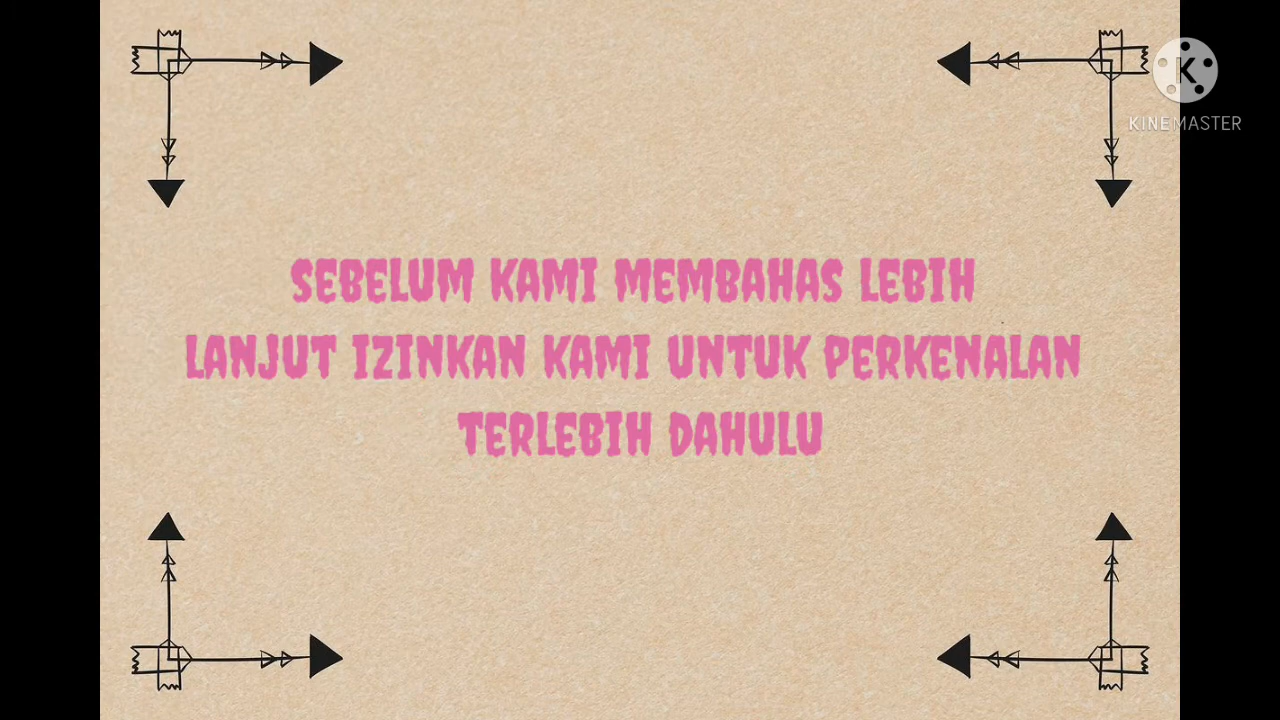 KINEMASTER
SEBELUM KAMI MEMBAHAS LEBIH
LANJUT IZINKAN KAMI UNTUK PERKENALAN
TERLEBIH DAHULU